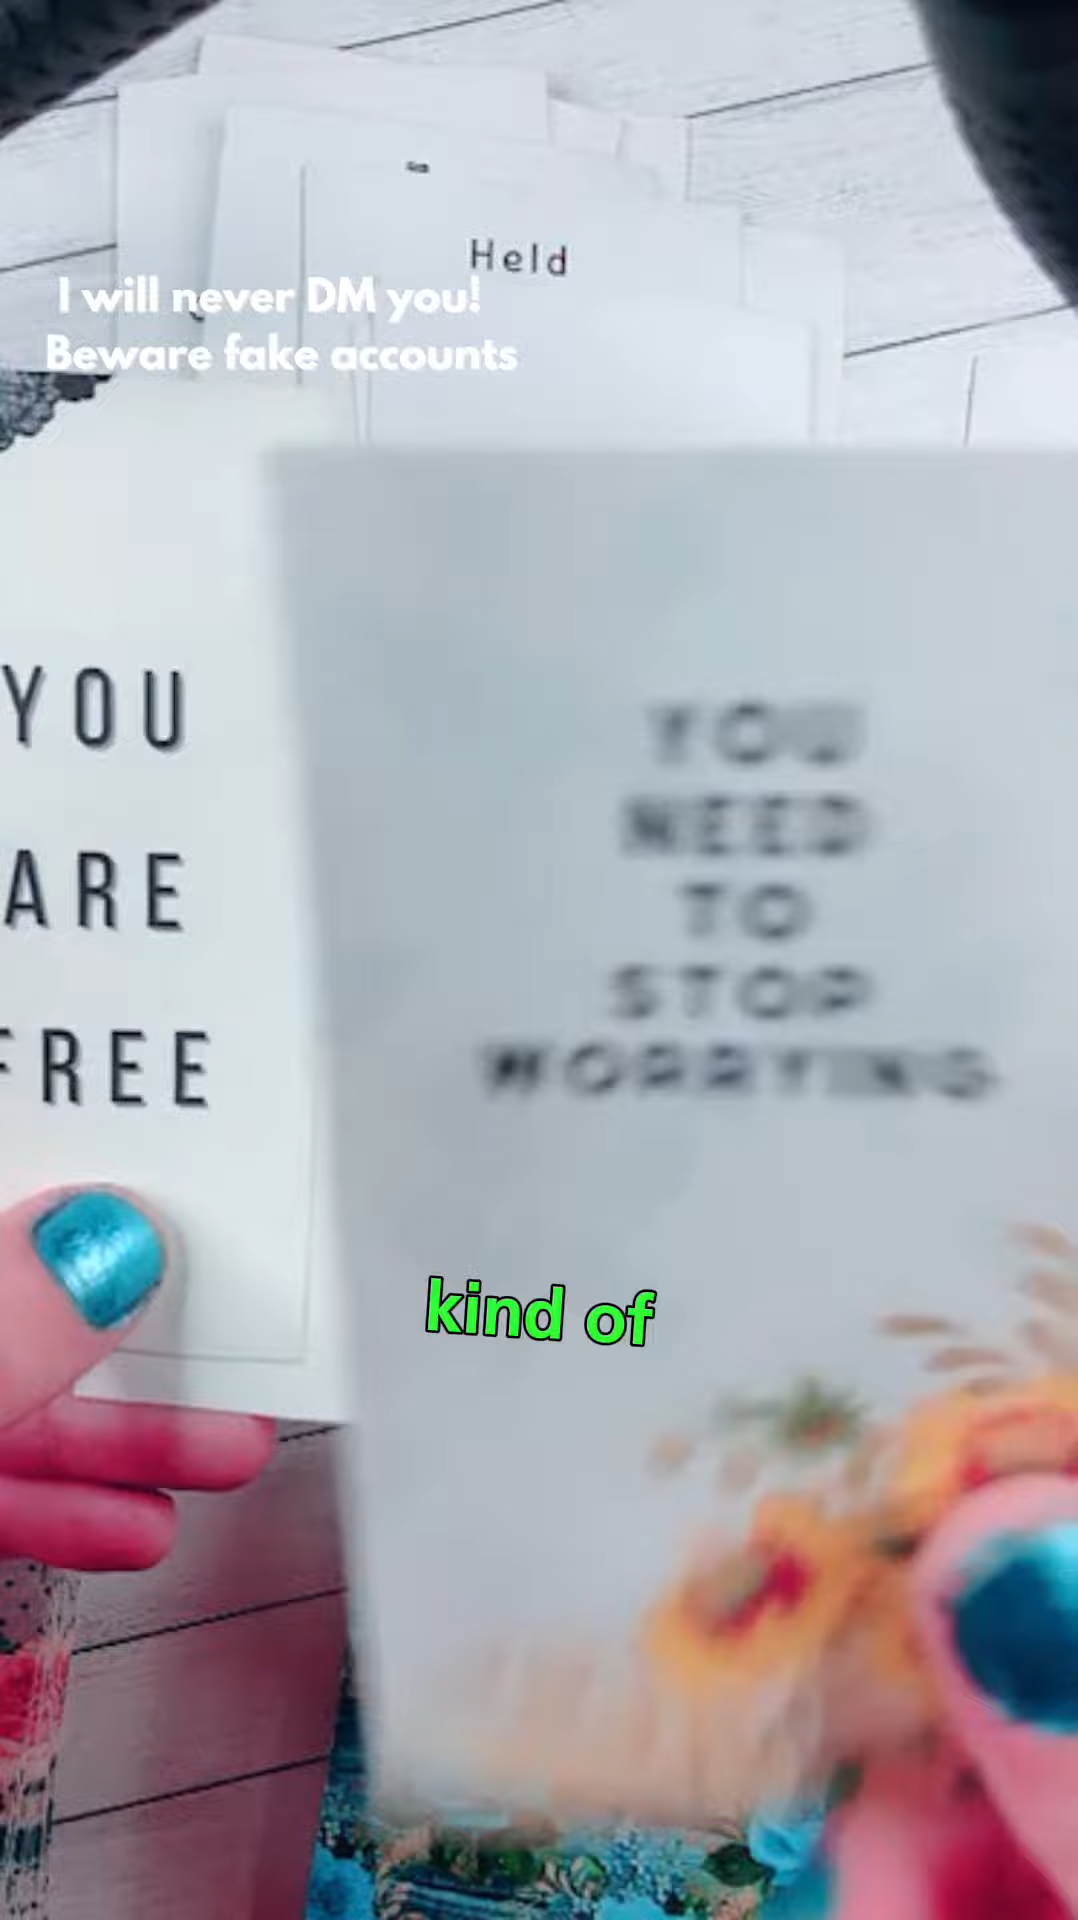 Held
I will never DM you!
Beware fake accounts
YOU
ARE
FREE
YOU
NEED
TO
STOP
WORRYING
kind of